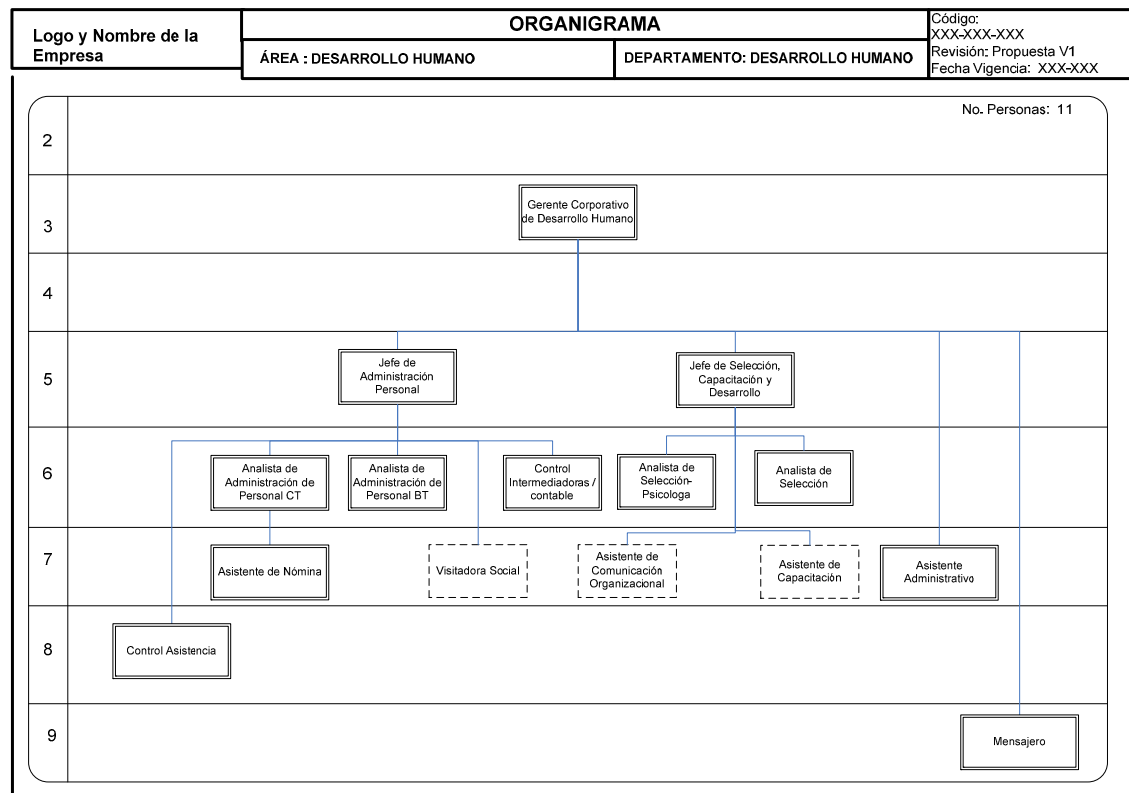 Logo y Nombre de la
Empresa
ORGANIGRAMA
ÁREA : DESARROLLO HUMANO
DEPARTAMENTO: DESARROLLO HUMANO
Código:
XXX-XXX-XXX
Revisión: Propuesta V1
Fecha Vigencia: XXX-XXX
No. Personas: 11
2
3
Gerente Corporativo
de Desarrollo Humano
4
5
Jefe de
Administración
Personal
Jefe de Selección,
Capacitación y
Desarrollo
6
Analista de
Administración de
Personal CT
Analista de
Administración de
Personal BT
Control
Intermediadoras /
contable
Analista de
Selección-
Psicologa
Analista de
Selección
7
Asistente de Nómina
Visitadora Social
Asistente de
Comunicación
Organizacional
Asistente de
Capacitación
Asistente
Administrativo
8
Control Asistencia
9
Mensajero